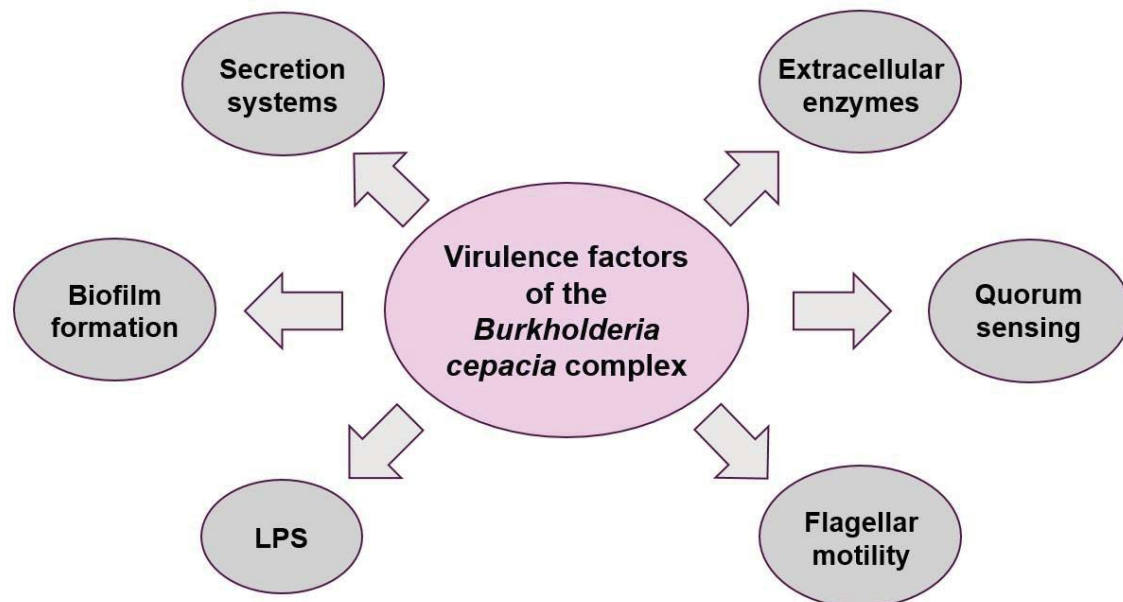 Secretion
systems
Extracellular
enzymes
Virulence factors
of the
Burkholderia
cepacia complex
Biofilm
formation
Quorum
sensing
LPS
Flagellar
motility